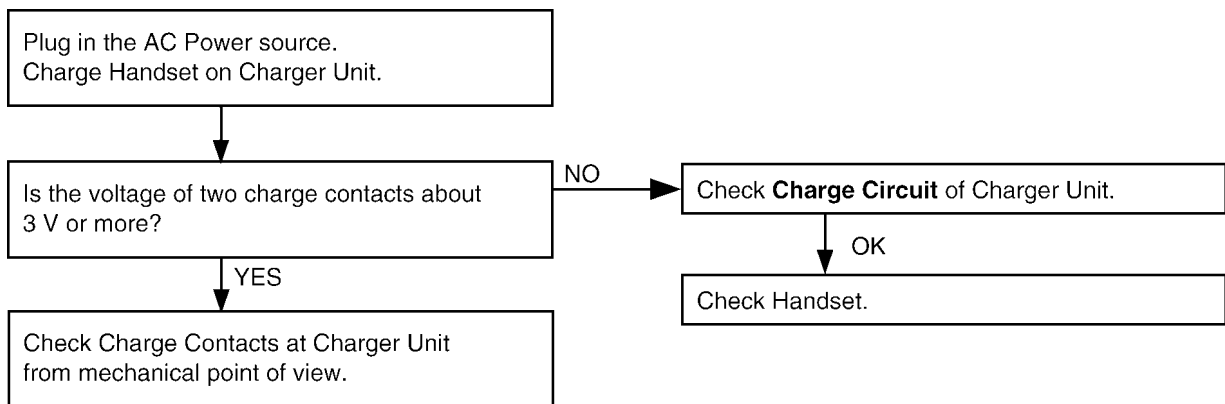 Plug in the AC Power source.
Charge Handset on Charger Unit.
Is the voltage of two charge contacts about
3 V or more?
NO
Check Charge Circuit of Charger Unit.
OK
Check Handset.
YES
Check Charge Contacts at Charger Unit
from mechanical point of view.